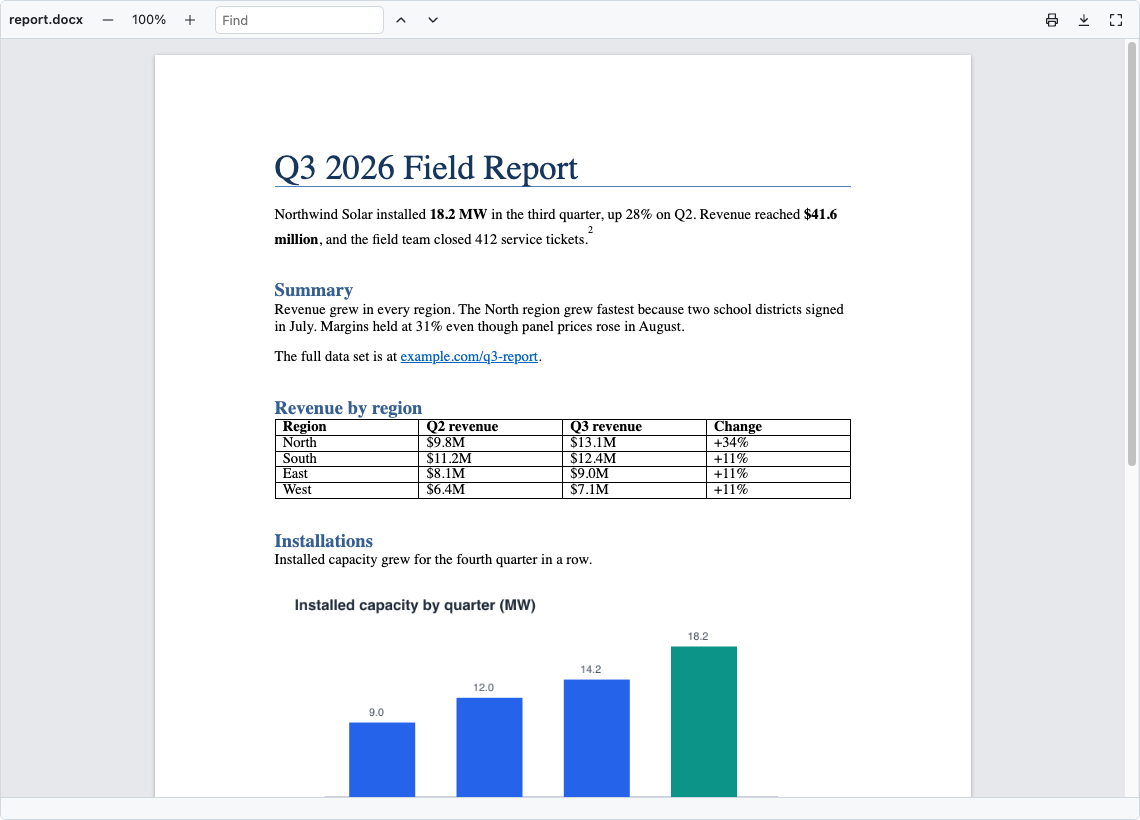 report.docx — 100% + Find
Q3 2026 Field Report
Northwind Solar installed 18.2 MW in the third quarter, up 28% on Q2. Revenue reached $41.6
million, and the field team closed 412 service tickets.2
Summary
Revenue grew in every region. The North region grew fastest because two school districts signed
in July. Margins held at 31% even though panel prices rose in August.
The full data set is at example.com/q3-report.
Revenue by region
Region Q2 revenue Q3 revenue Change
North $9.8M $13.1M +34%
South $11.2M $12.4M +11%
East $8.1M $9.0M +11%
West $6.4M $7.1M +11%
Installations
Installed capacity grew for the fourth quarter in a row.
Installed capacity by quarter (MW)
9.0 12.0 14.2 18.2